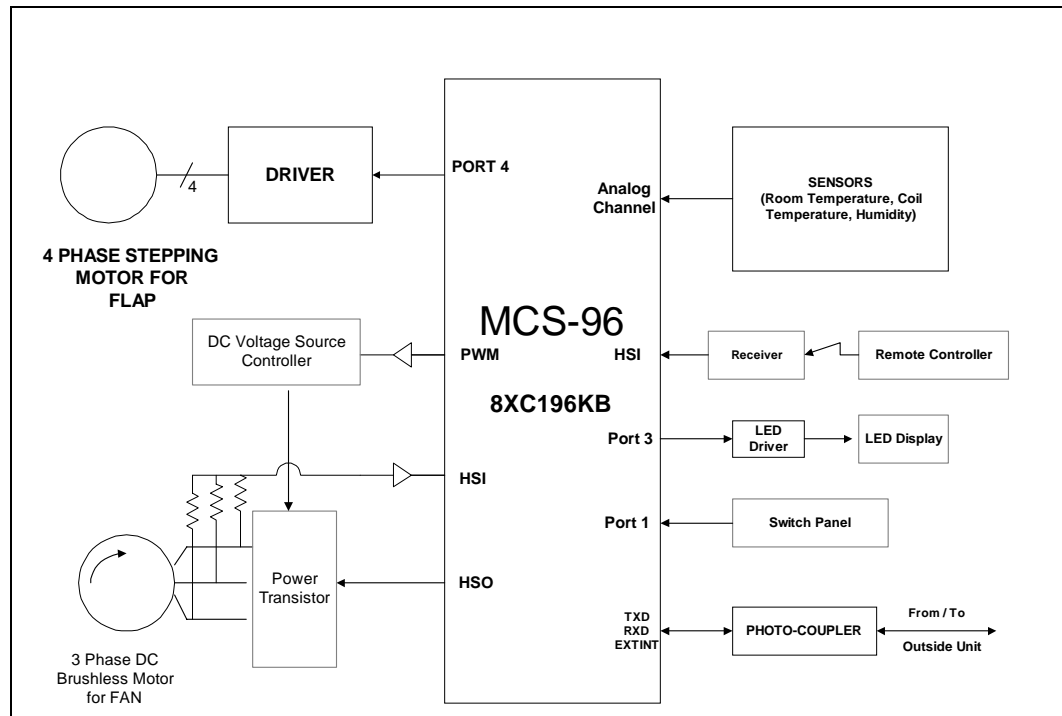 PORT 4
DRIVER
4
4 PHASE STEPPING
MOTOR FOR
FLAP
Analog
Channel
SENSORS
(Room Temperature, Coil
Temperature, Humidity)
MCS-96
8XC196KB
DC Voltage Source
Controller
PWM
HSI
Receiver
Remote Controller
Port 3
LED
Driver
LED Display
HSI
Port 1
Switch Panel
Power
Transistor
HSO
3 Phase DC
Brushless Motor
for FAN
TXD
RXD
EXTINT
PHOTO-COUPLER
From / To
Outside Unit